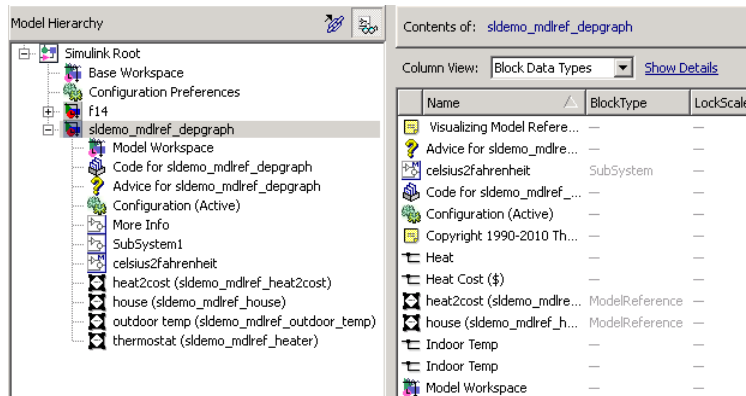 Model Hierarchy
Simulink Root
Base Workspace
Configuration Preferences
f14
sldemo_mdlref_depgraph
Model Workspace
Code for sldemo_mdlref_depgraph
Advice for sldemo_mdlref_depgraph
Configuration (Active)
More Info
SubSystem1
celsius2fahrenheit
heat2cost (sldemo_mdlref_heat2cost)
house (sldemo_mdlref_house)
outdoor temp (sldemo_mdlref_outdoor_temp)
thermostat (sldemo_mdlref_heater)
Contents of: sldemo_mdlref_depgraph
Column View: Block Data Types Show Details
Name BlockType LockScale
Visualizing Model Refere... —  —
Advice for sldemo_mdlre... — —
celsius2fahrenheit SubSystem —
Code for sldemo_mdlref_... — —
Configuration (Active) — —
Copyright 1990-2010 Th... — —
Heat — —
Heat Cost ($) — —
heat2cost (sldemo_mdlre... ModelReference —
house (sldemo_mdlref_h... ModelReference —
Indoor Temp — —
Indoor Temp — —
Model Workspace — —